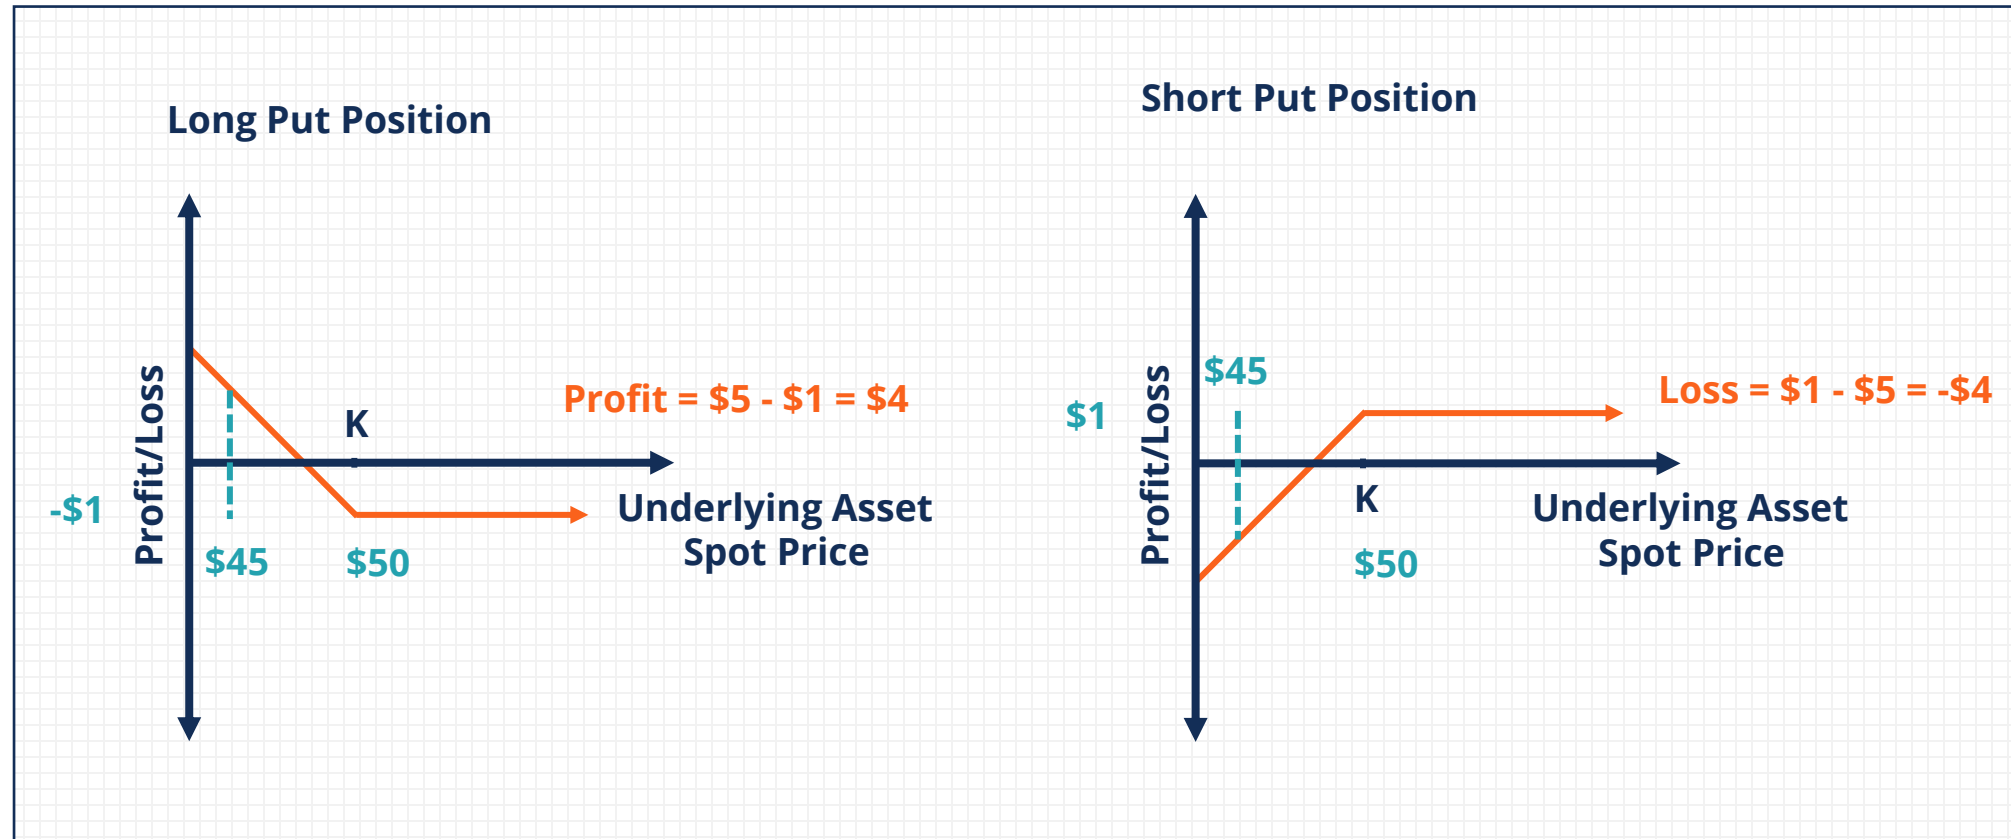 Long Put Position
Profit/Loss
-$1
$45
K
$50
Profit = $5 - $1 = $4
Underlying Asset
Spot Price
Short Put Position
Profit/Loss
$1
$45
K
$50
Loss = $1 - $5 = -$4
Underlying Asset
Spot Price